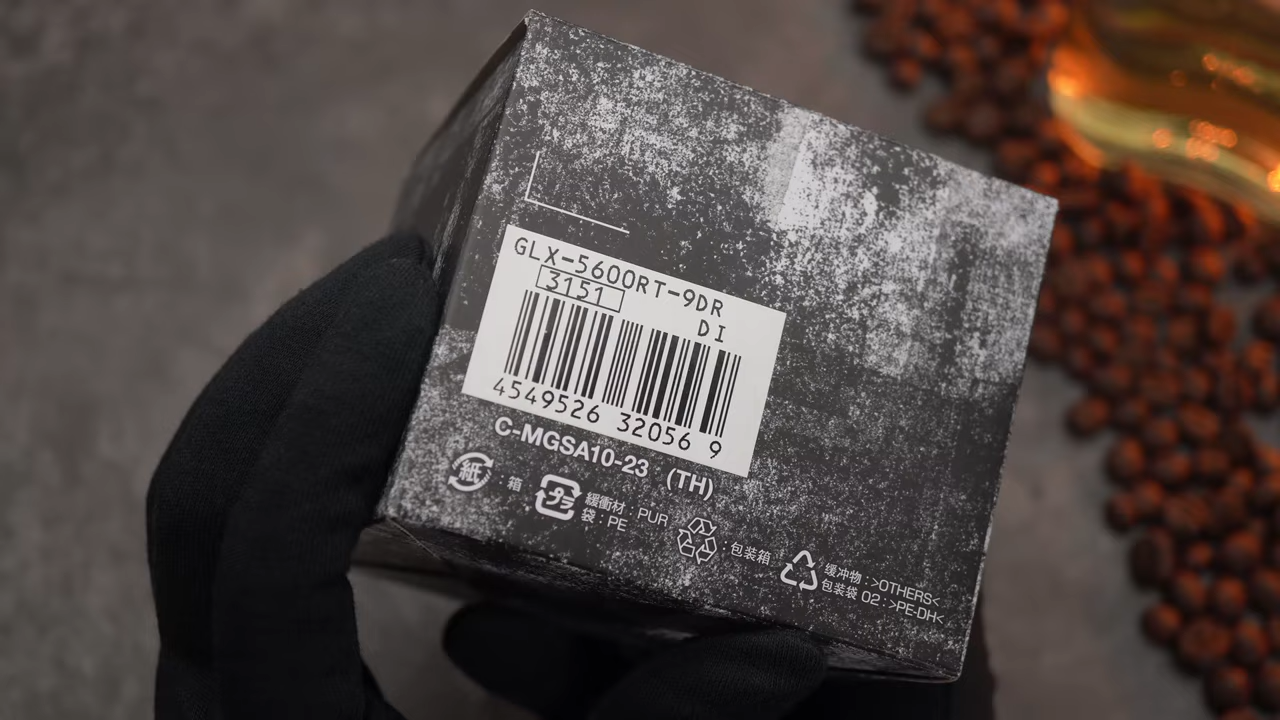 GLX-5600RT-9DR
3151
DI
4549526 32056 9
C-MGSA10-23 (TH)
紙 : 箱
プラ 緩衝材 : PUR
袋 : PE
: 包装箱
缓冲物 : >OTHERS<
包装袋 02 : >PE-DH<